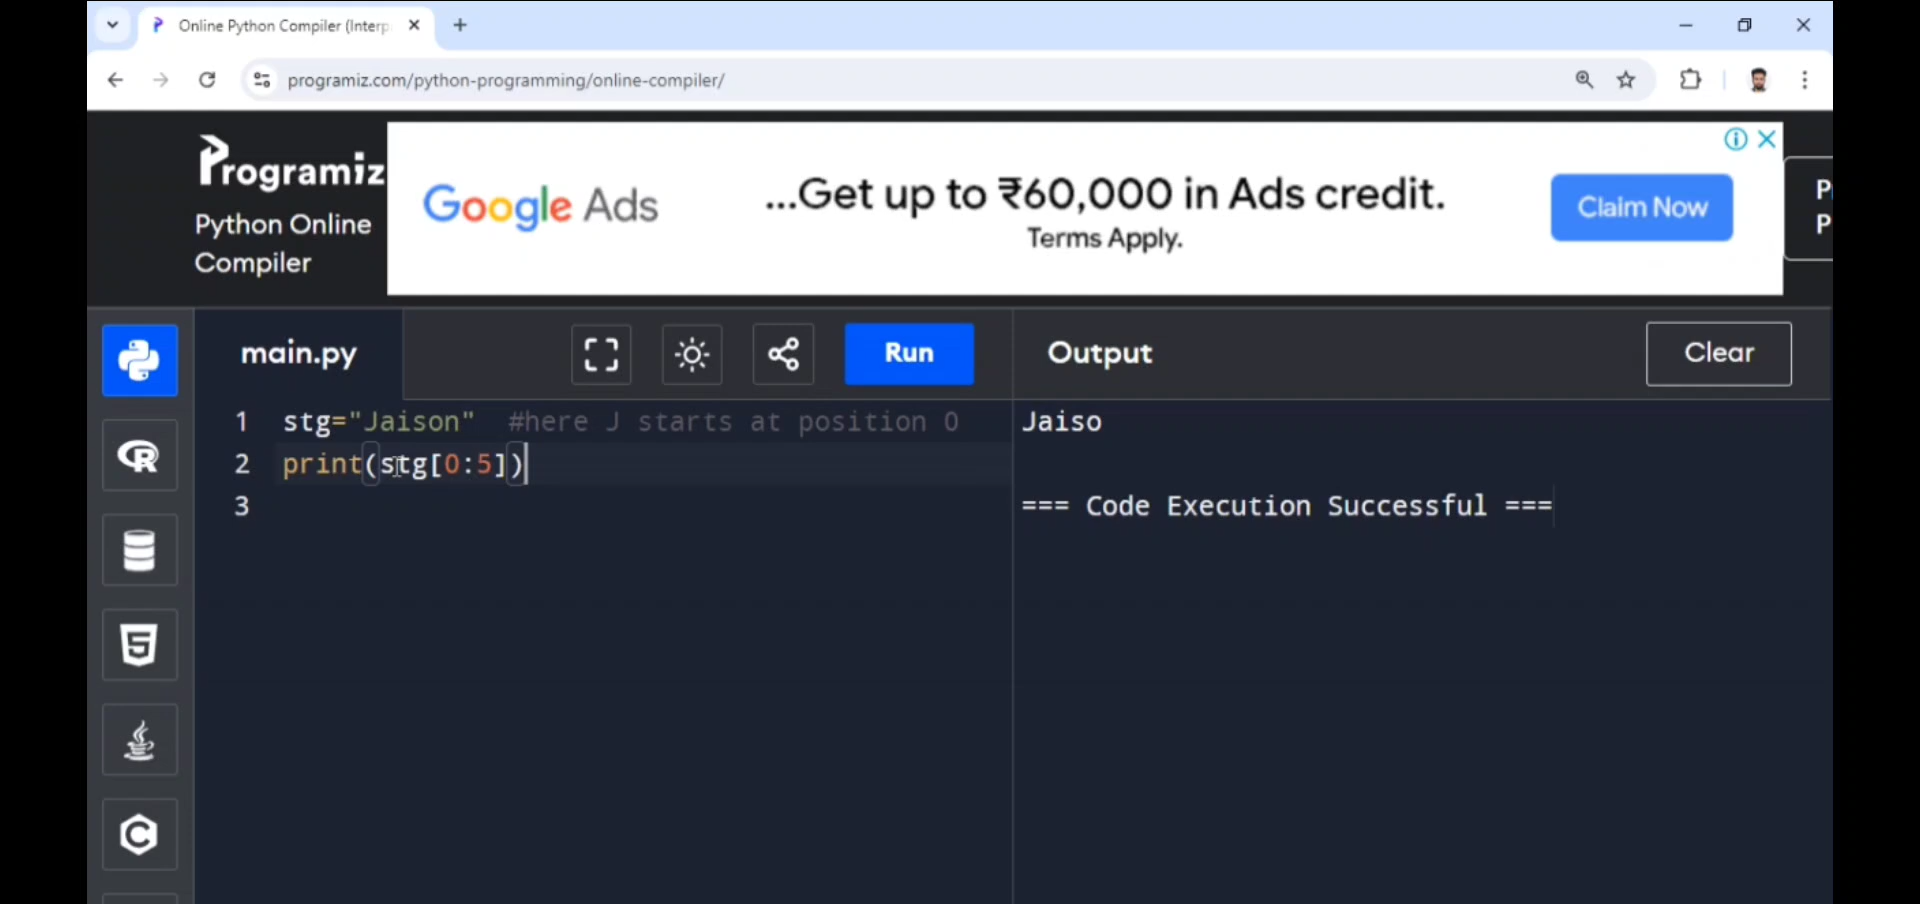 Online Python Compiler (Interp
programiz.com/python-programming/online-compiler/
Programiz
Python Online
Compiler
Google Ads
...Get up to ₹60,000 in Ads credit.
Terms Apply.
Claim Now
P
P
main.py
Run
Output
Clear
1 stg="Jaison"  #here J starts at position 0
2 print(stg[0:5])
3
Jaiso
=== Code Execution Successful ===